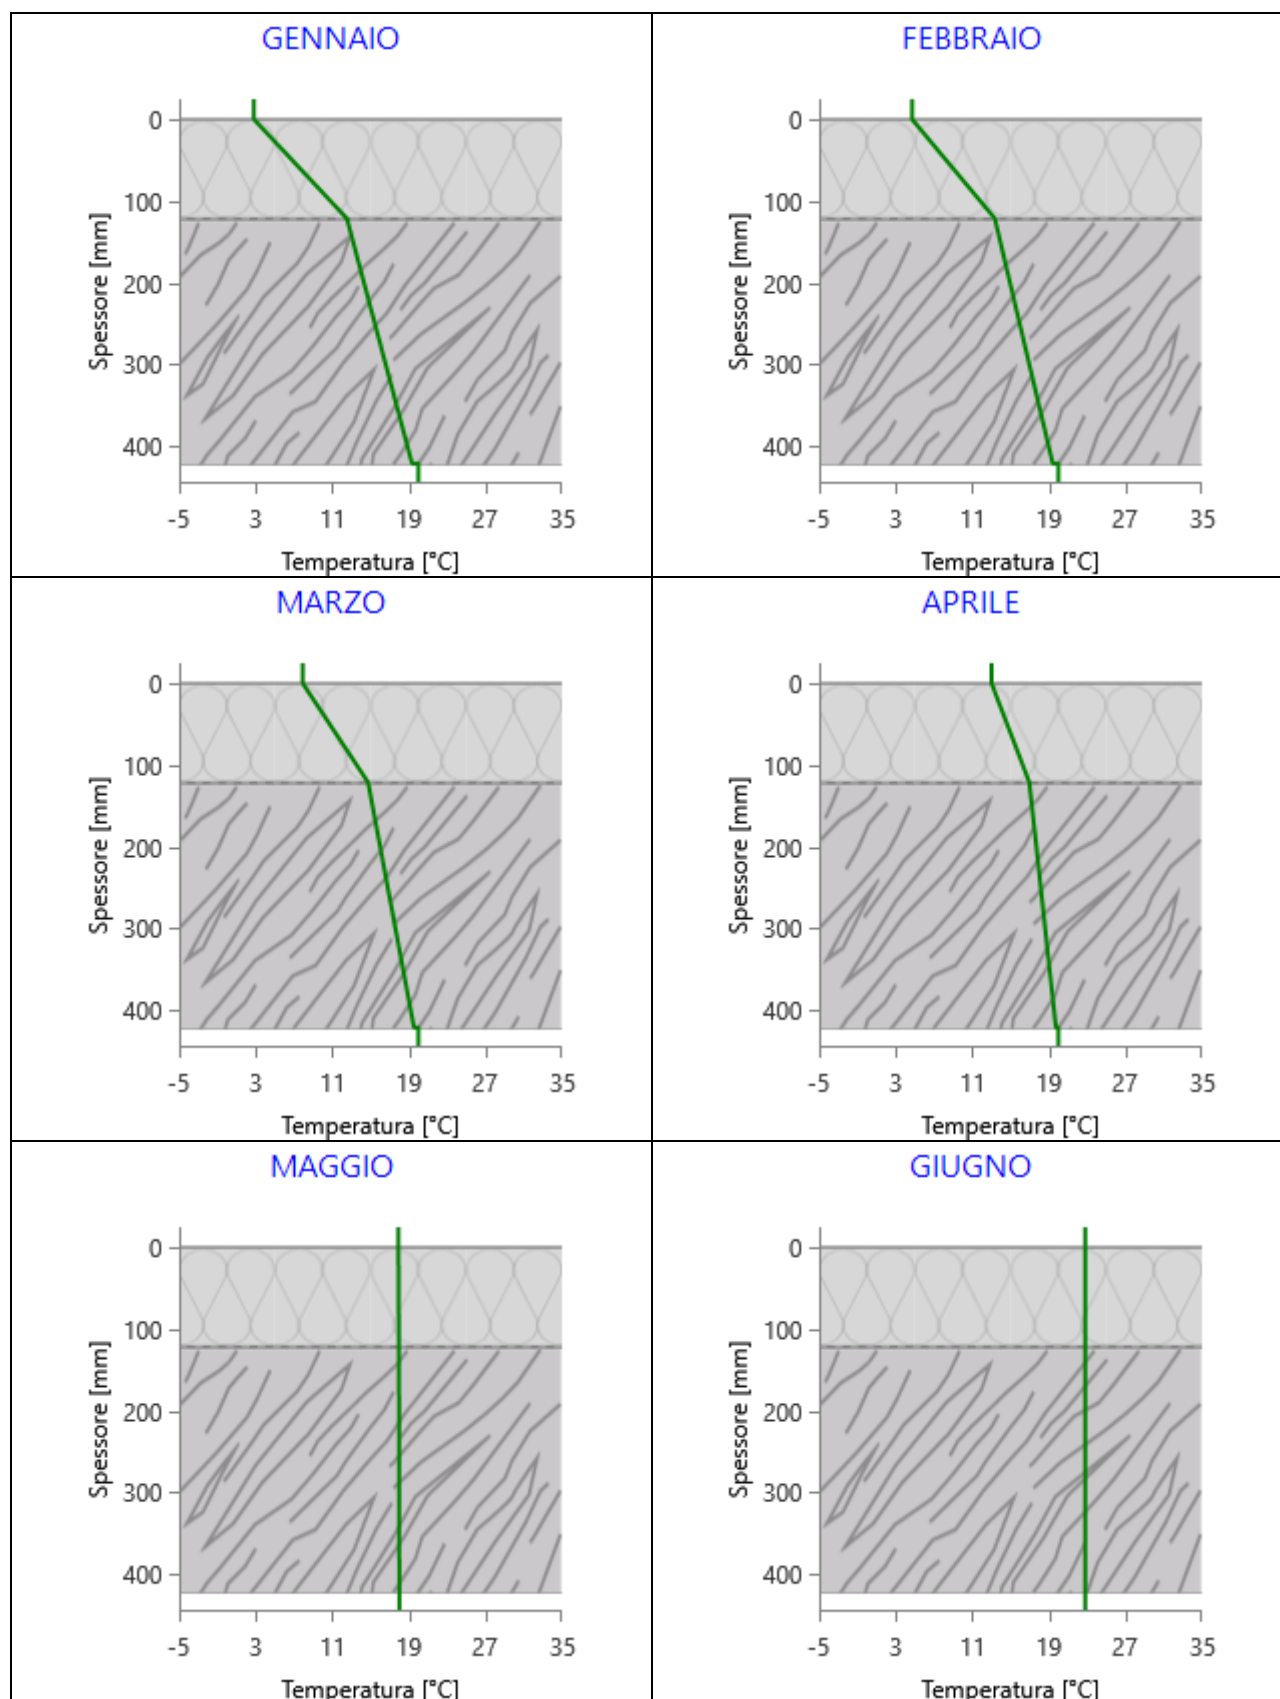 GENNAIO
0
100
200
300
400
Spessore [mm]
-5 3 11 19 27 35
Temperatura [°C]
FEBBRAIO
0
100
200
300
400
Spessore [mm]
-5 3 11 19 27 35
Temperatura [°C]
MARZO
0
100
200
300
400
Spessore [mm]
-5 3 11 19 27 35
Temperatura [°C]
APRILE
0
100
200
300
400
Spessore [mm]
-5 3 11 19 27 35
Temperatura [°C]
MAGGIO
0
100
200
300
400
Spessore [mm]
-5 3 11 19 27 35
Temperatura [°C]
GIUGNO
0
100
200
300
400
Spessore [mm]
-5 3 11 19 27 35
Temperatura [°C]